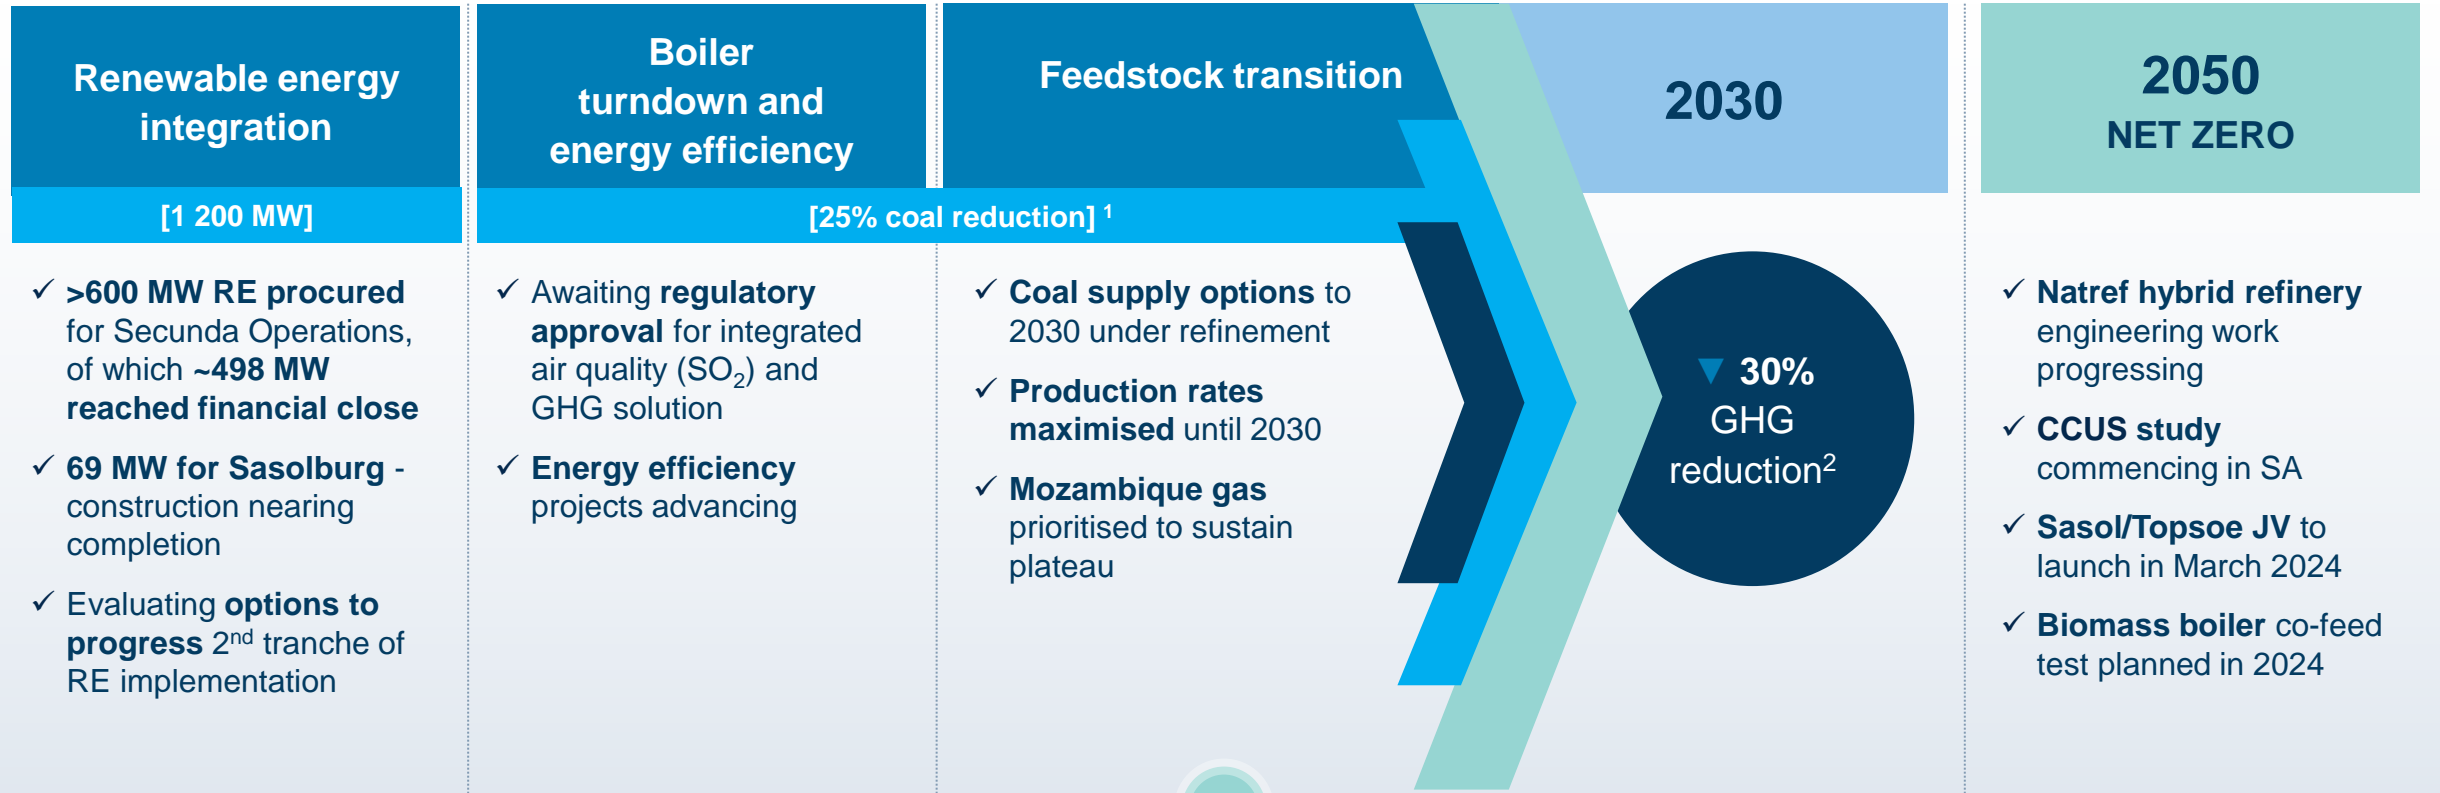 Renewable energy
integration
[1 200 MW]
✓ >600 MW RE procured
for Secunda Operations,
of which ~498 MW
reached financial close
✓ 69 MW for Sasolburg -
construction nearing
completion
✓ Evaluating options to
progress 2nd tranche of
RE implementation
Boiler
turndown and
energy efficiency
[25% coal reduction] 1
✓ Awaiting regulatory
approval for integrated
air quality (SO2) and
GHG solution
✓ Energy efficiency
projects advancing
Feedstock transition
✓ Coal supply options to
2030 under refinement
✓ Production rates
maximised until 2030
✓ Mozambique gas
prioritised to sustain
plateau
2030
▼ 30%
GHG
reduction2
2050
NET ZERO
✓ Natref hybrid refinery
engineering work
progressing
✓ CCUS study
commencing in SA
✓ Sasol/Topsoe JV to
launch in March 2024
✓ Biomass boiler co-feed
test planned in 2024